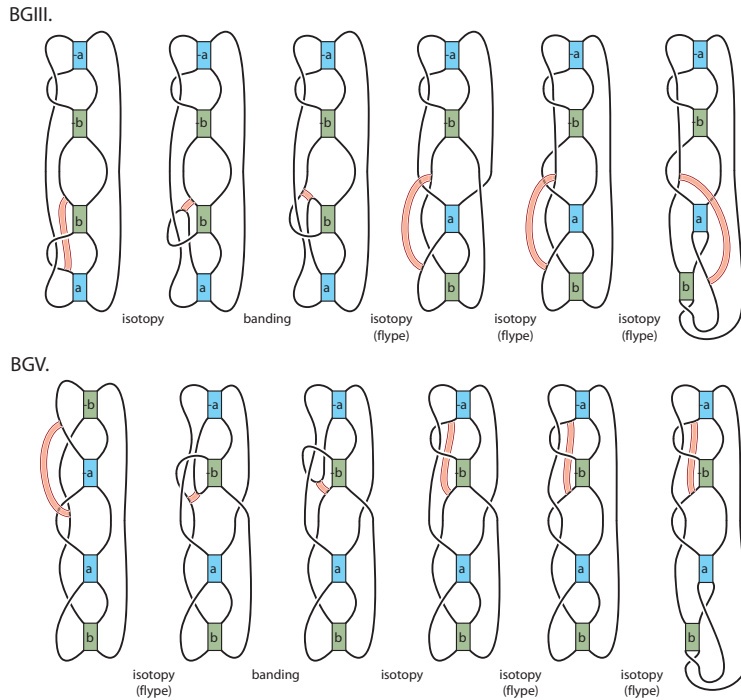 BGIII.
-a -a -a -a -a -a
-b -b -b -b -b -b
b b b a a a
a a a b b b
isotopy banding isotopy isotopy isotopy
(flype) (flype) (flype)
BGV.
-b -a -a -a -a -a
-a -b -b -b -b -b
a a a a a a
b b b b b b
isotopy banding isotopy isotopy isotopy
(flype) (flype) (flype)